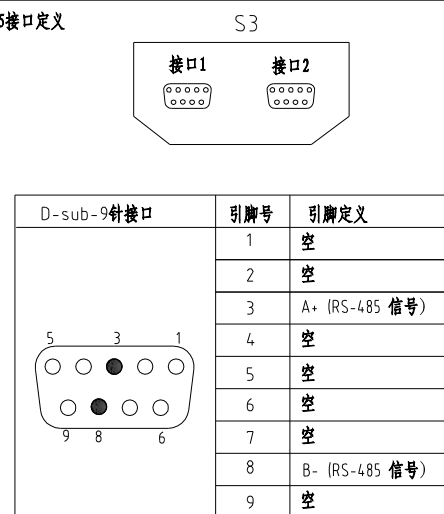 5接口定义
S3
接口1 接口2
D-sub-9针接口 引脚号 引脚定义
1 空
2 空
3 A+ (RS-485 信号)
4 空
5 空
6 空
7 空
8 B- (RS-485 信号)
9 空
5 3 1
9 8 6